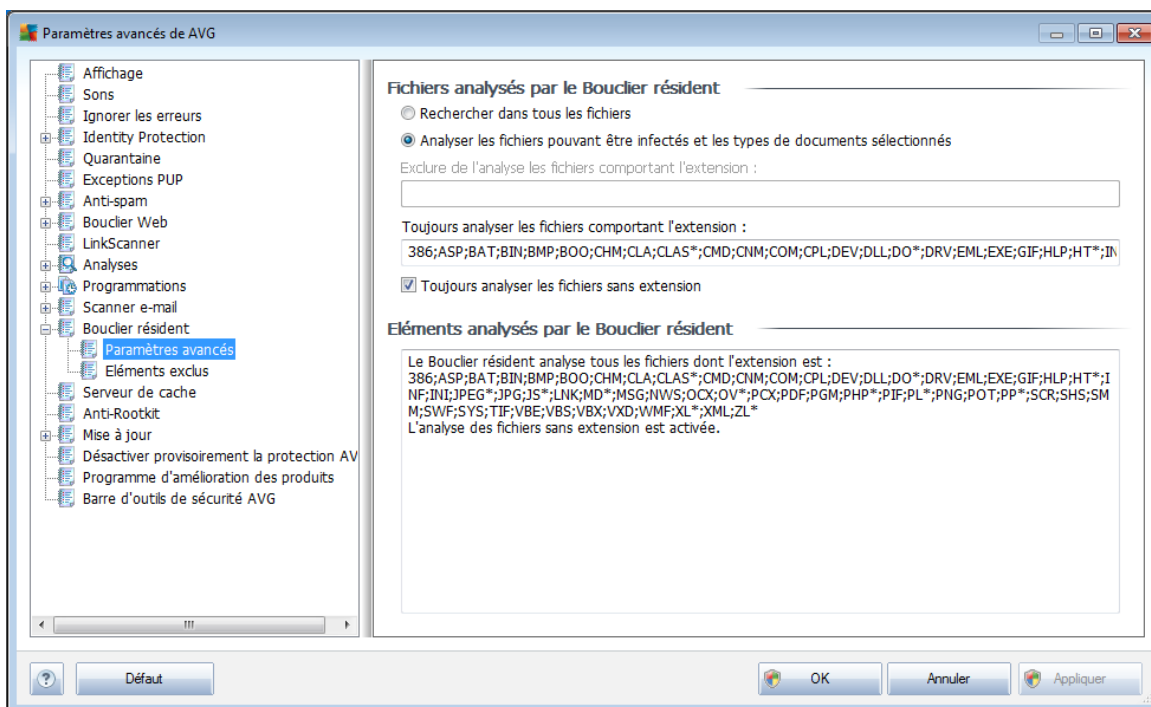 Paramètres avancés de AVG
Affichage
Sons
Ignorer les erreurs
Identity Protection
Quarantaine
Exceptions PUP
Anti-spam
Bouclier Web
LinkScanner
Analyses
Programmations
Scanner e-mail
Bouclier résident
Paramètres avancés
Eléments exclus
Serveur de cache
Anti-Rootkit
Mise à jour
Désactiver provisoirement la protection AV
Programme d'amélioration des produits
Barre d'outils de sécurité AVG
Fichiers analysés par le Bouclier résident
Rechercher dans tous les fichiers
Analyser les fichiers pouvant être infectés et les types de documents sélectionnés
Exclure de l'analyse les fichiers comportant l'extension :
Toujours analyser les fichiers comportant l'extension :
386;ASP;BAT;BIN;BMP;BOO;CHM;CLA;CLAS*;CMD;CNM;COM;CPL;DEV;DLL;DO*;DRV;EML;EXE;GIF;HLP;HT*;IN
Toujours analyser les fichiers sans extension
Eléments analysés par le Bouclier résident
Le Bouclier résident analyse tous les fichiers dont l'extension est :
386;ASP;BAT;BIN;BMP;BOO;CHM;CLA;CLAS*;CMD;CNM;COM;CPL;DEV;DLL;DO*;DRV;EML;EXE;GIF;HLP;HT*;I
NF;INI;JPEG*;JPG;JS*;LNK;MD*;MSG;NWS;OCX;OV*;PCX;PDF;PGM;PHP*;PIF;PL*;PNG;POT;PP*;SCR;SHS;SM
M;SWF;SYS;TIF;VBE;VBS;VBX;VXD;WMF;XL*;XML;ZL*
L'analyse des fichiers sans extension est activée.
? Défaut OK Annuler Appliquer